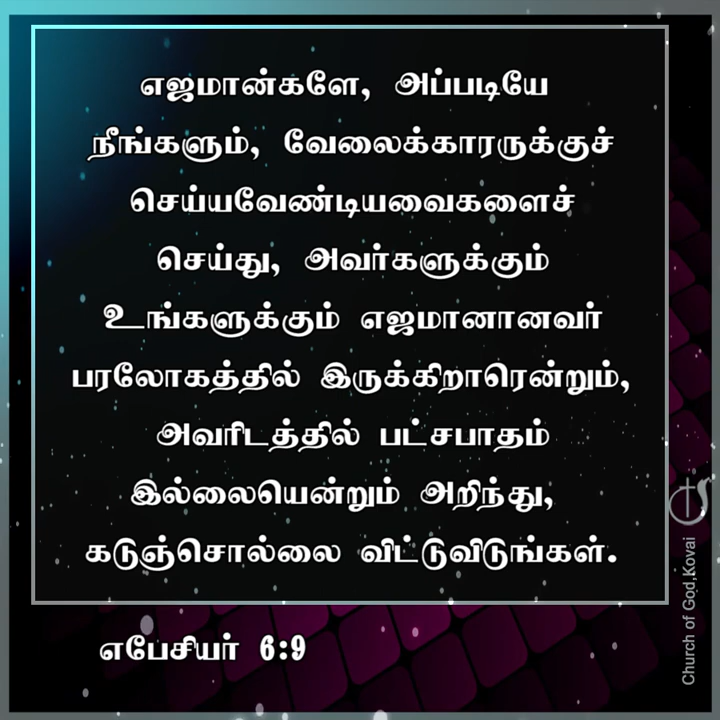 எஜமான்களே, அப்படியே
நீங்களும், வேலைக்காரருக்குச்
செய்யவேண்டியவைகளைச்
செய்து, அவர்களுக்கும்
உங்களுக்கும் எஜமானானவர்
பரலோகத்தில் இருக்கிறாரென்றும்,
அவரிடத்தில் பட்சபாதம்
இல்லையென்றும் அறிந்து,
கடுஞ்சொல்லை விட்டுவிடுங்கள்.
எபேசியர் 6:9
Church of God,Kovai